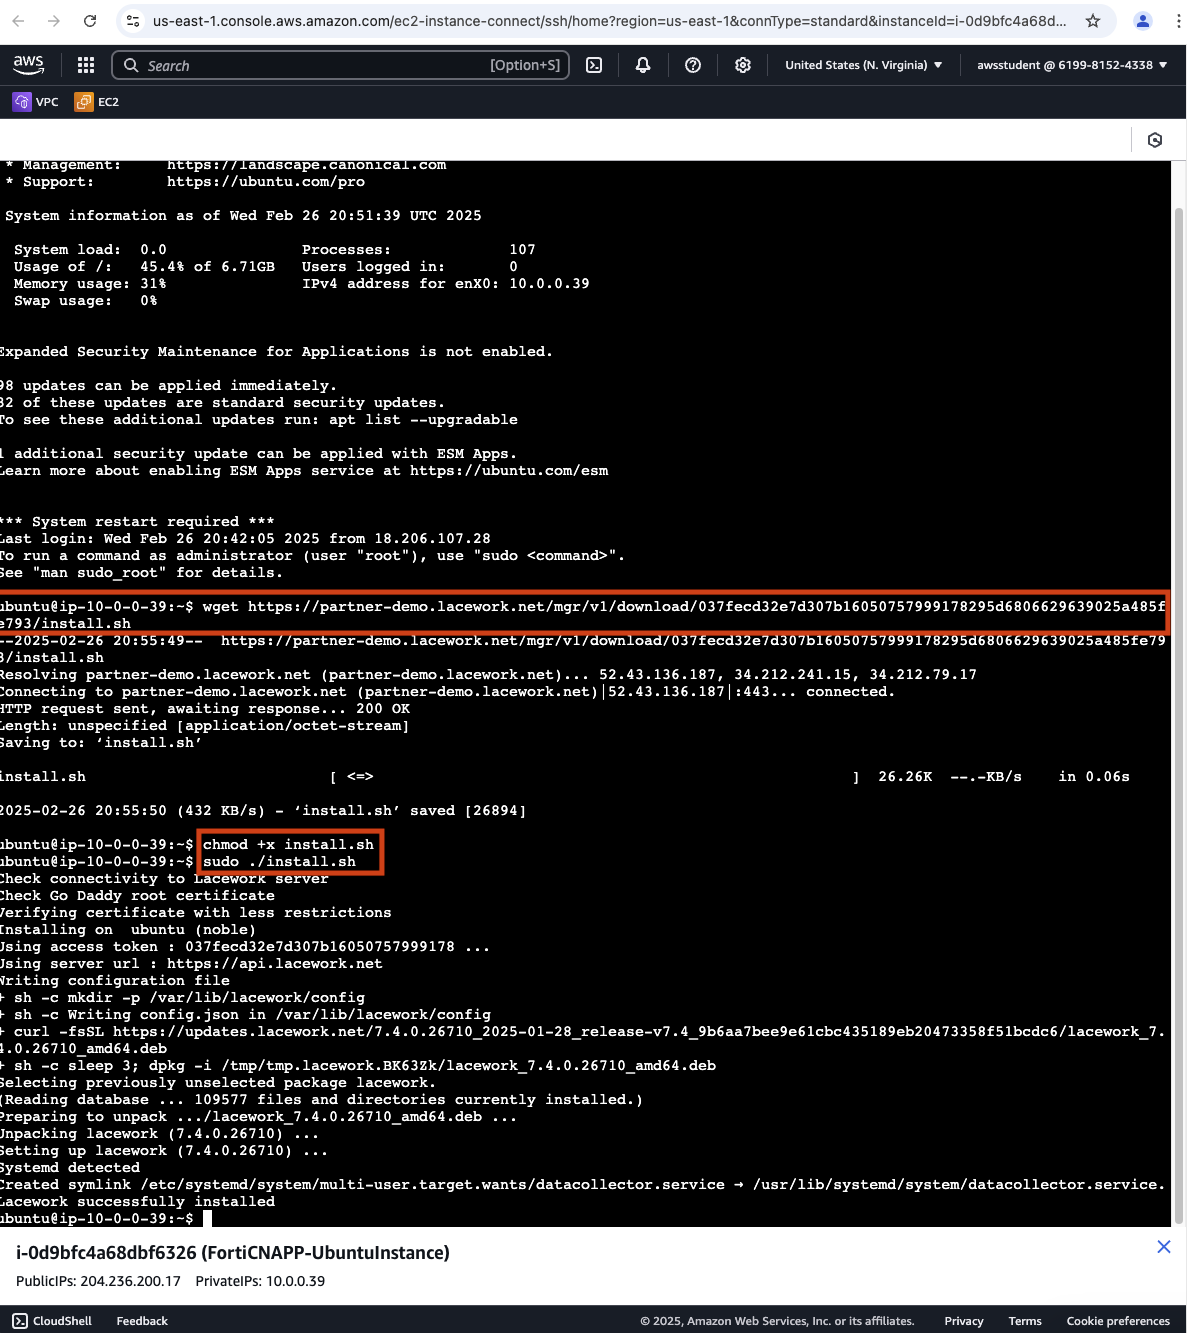 us-east-1.console.aws.amazon.com/ec2-instance-connect/ssh/home?region=us-east-1&connType=standard&instanceId=i-0d9bfc4a68d...
aws
Search [Option+S] United States (N. Virginia) awsstudent @ 6199-8152-4338
VPC EC2
* Management: https://landscape.canonical.com
* Support: https://ubuntu.com/pro
System information as of Wed Feb 26 20:51:39 UTC 2025
System load: 0.0 Processes: 107
Usage of /: 45.4% of 6.71GB Users logged in: 0
Memory usage: 31% IPv4 address for enX0: 10.0.0.39
Swap usage: 0%
Expanded Security Maintenance for Applications is not enabled.
98 updates can be applied immediately.
32 of these updates are standard security updates.
To see these additional updates run: apt list --upgradable
1 additional security update can be applied with ESM Apps.
Learn more about enabling ESM Apps service at https://ubuntu.com/esm
*** System restart required ***
Last login: Wed Feb 26 20:42:05 2025 from 18.206.107.28
To run a command as administrator (user "root"), use "sudo <command>".
See "man sudo_root" for details.
ubuntu@ip-10-0-0-39:~$ wget https://partner-demo.lacework.net/mgr/v1/download/037fecd32e7d307b16050757999178295d6806629639025a485f
e793/install.sh
--2025-02-26 20:55:49-- https://partner-demo.lacework.net/mgr/v1/download/037fecd32e7d307b16050757999178295d6806629639025a485fe79
3/install.sh
Resolving partner-demo.lacework.net (partner-demo.lacework.net)... 52.43.136.187, 34.212.241.15, 34.212.79.17
Connecting to partner-demo.lacework.net (partner-demo.lacework.net)|52.43.136.187|:443... connected.
HTTP request sent, awaiting response... 200 OK
Length: unspecified [application/octet-stream]
Saving to: ‘install.sh’
install.sh [ <=> ] 26.26K --.-KB/s in 0.06s
2025-02-26 20:55:50 (432 KB/s) - ‘install.sh’ saved [26894]
ubuntu@ip-10-0-0-39:~$ chmod +x install.sh
ubuntu@ip-10-0-0-39:~$ sudo ./install.sh
Check connectivity to Lacework server
Check Go Daddy root certificate
Verifying certificate with less restrictions
Installing on ubuntu (noble)
Using access token : 037fecd32e7d307b16050757999178 ...
Using server url : https://api.lacework.net
Writing configuration file
+ sh -c mkdir -p /var/lib/lacework/config
+ sh -c Writing config.json in /var/lib/lacework/config
+ curl -fsSL https://updates.lacework.net/7.4.0.26710_2025-01-28_release-v7.4_9b6aa7bee9e61cbc435189eb20473358f51bcdc6/lacework_7.
4.0.26710_amd64.deb
+ sh -c sleep 3; dpkg -i /tmp/tmp.lacework.BK63Zk/lacework_7.4.0.26710_amd64.deb
Selecting previously unselected package lacework.
(Reading database ... 109577 files and directories currently installed.)
Preparing to unpack .../lacework_7.4.0.26710_amd64.deb ...
Unpacking lacework (7.4.0.26710) ...
Setting up lacework (7.4.0.26710) ...
Systemd detected
Created symlink /etc/systemd/system/multi-user.target.wants/datacollector.service → /usr/lib/systemd/system/datacollector.service.
Lacework successfully installed
ubuntu@ip-10-0-0-39:~$
i-0d9bfc4a68dbf6326 (FortiCNAPP-UbuntuInstance)
PublicIPs: 204.236.200.17 PrivateIPs: 10.0.0.39
CloudShell Feedback © 2025, Amazon Web Services, Inc. or its affiliates. Privacy Terms Cookie preferences